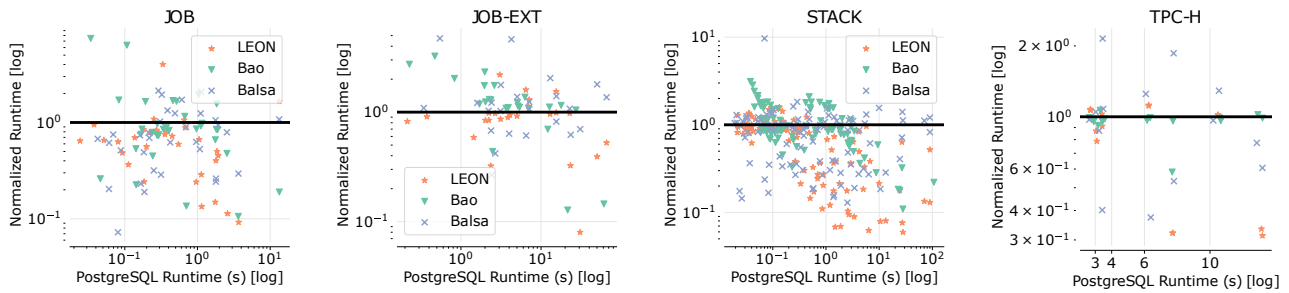 JOB
Normalized Runtime [log]
10⁰
10⁻¹
LEON
Bao
Balsa
10⁻¹
10⁰
10¹
PostgreSQL Runtime (s) [log]
JOB-EXT
Normalized Runtime [log]
10⁰
10⁻¹
LEON
Bao
Balsa
10⁰
10¹
PostgreSQL Runtime (s) [log]
STACK
Normalized Runtime [log]
10¹
10⁰
10⁻¹
LEON
Bao
Balsa
10⁻¹
10⁰
10¹
10²
PostgreSQL Runtime (s) [log]
TPC-H
Normalized Runtime [log]
2 × 10⁰
10⁰
6 × 10⁻¹
4 × 10⁻¹
3 × 10⁻¹
3 4 6 10
PostgreSQL Runtime (s) [log]